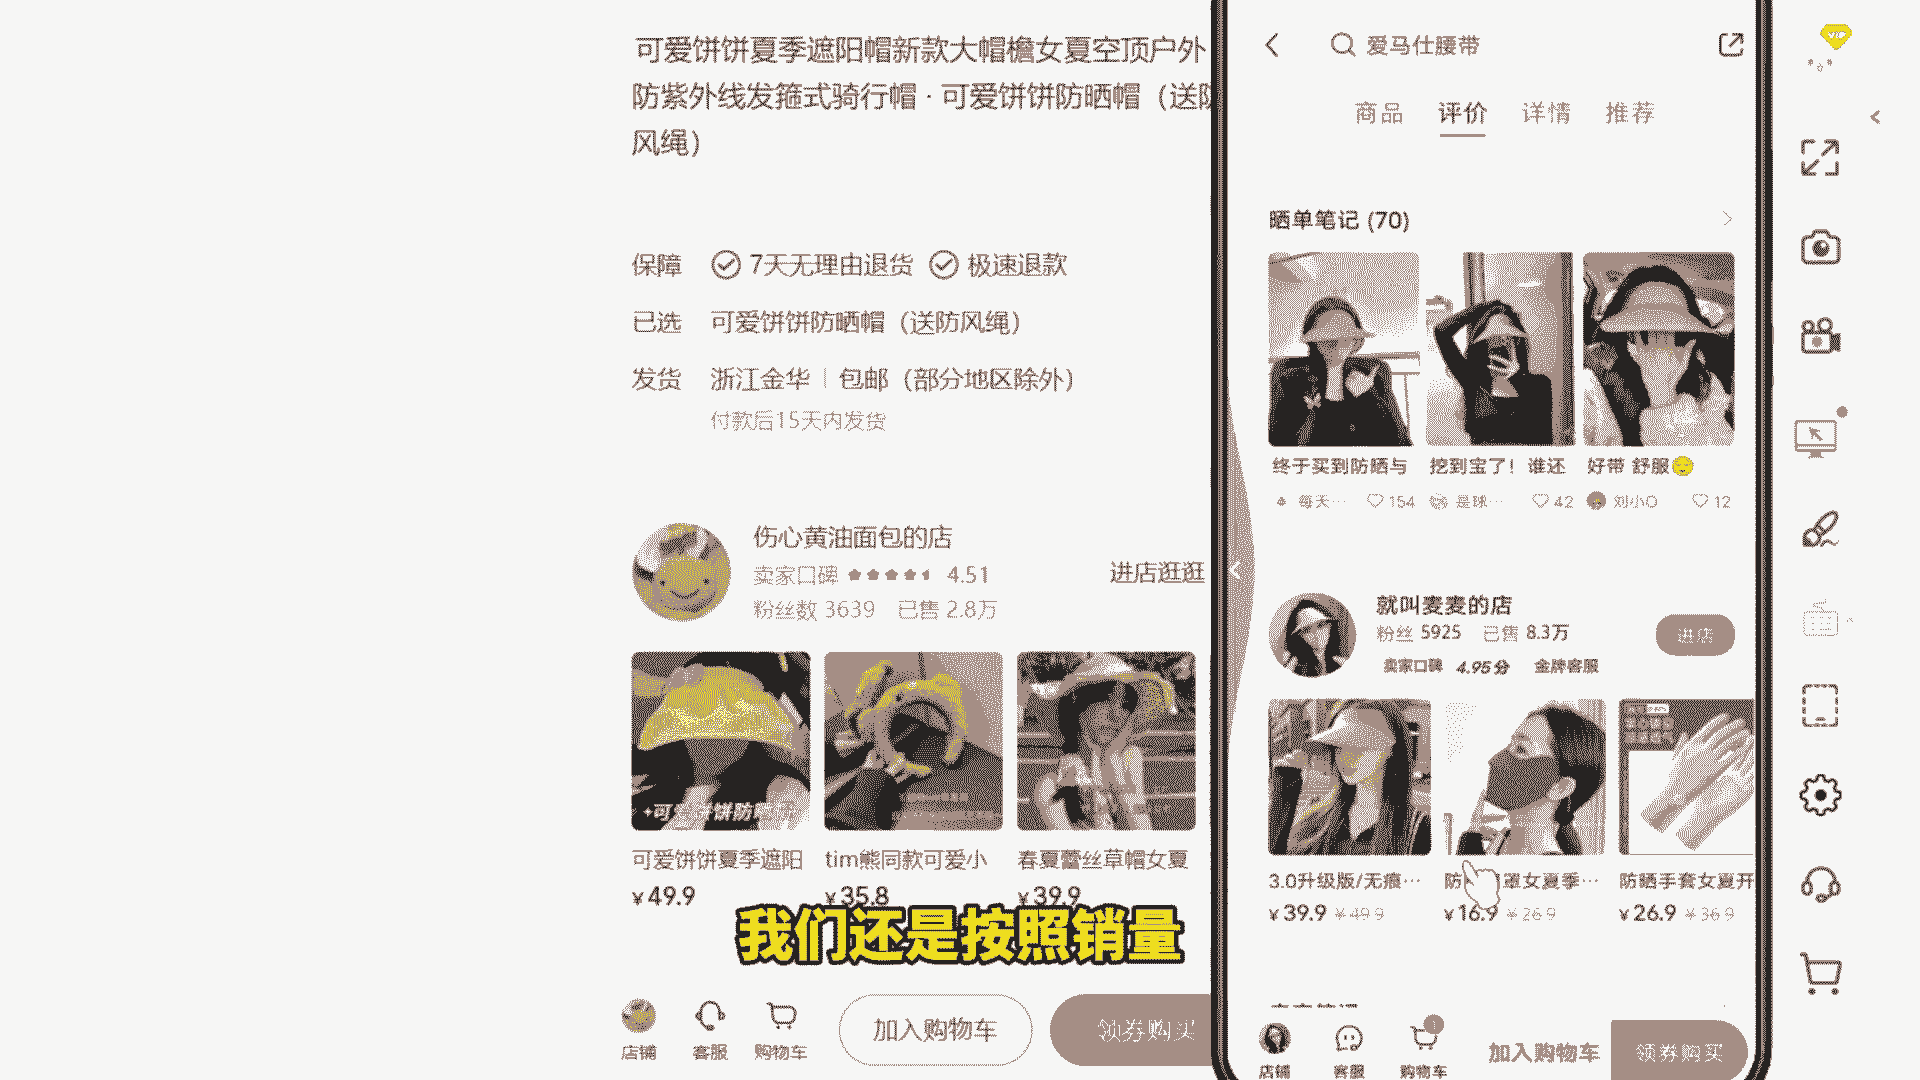 可爱饼饼夏季遮阳帽新款大帽檐女夏空顶户外
防紫外线发箍式骑行帽 · 可爱饼饼防晒帽（送防
风绳）
保障 7天无理由退货 极速退款
已选 可爱饼饼防晒帽（送防风绳）
发货 浙江金华 | 包邮（部分地区除外）
付款后15天内发货
伤心黄油面包的店
卖家口碑 4.51
进店逛逛
粉丝数 3639 已售 2.8万
可爱饼饼夏季遮阳 tim熊同款可爱小 春夏蕾丝草帽女夏
¥49.9 ¥35.8 ¥39.9
我们还是按照销量
店铺 客服 购物车 加入购物车 领券购买
爱马仕腰带
商品 评价 详情 推荐
晒单笔记 (70)
终于买到防晒与 挖到宝了！谁还 好带 舒服
每天… 154 是球… 42 刘小O 12
就叫麦麦的店
粉丝 5925 已售 8.3万
进店
卖家口碑 4.95分 金牌客服
3.0升级版/无痕… 防 罩女夏季… 防晒手套女夏开
¥39.9 ¥49.9 ¥16.9 ¥26.9 ¥26.9 ¥36.9
1
店铺 客服 购物车 加入购物车 领券购买
VIP